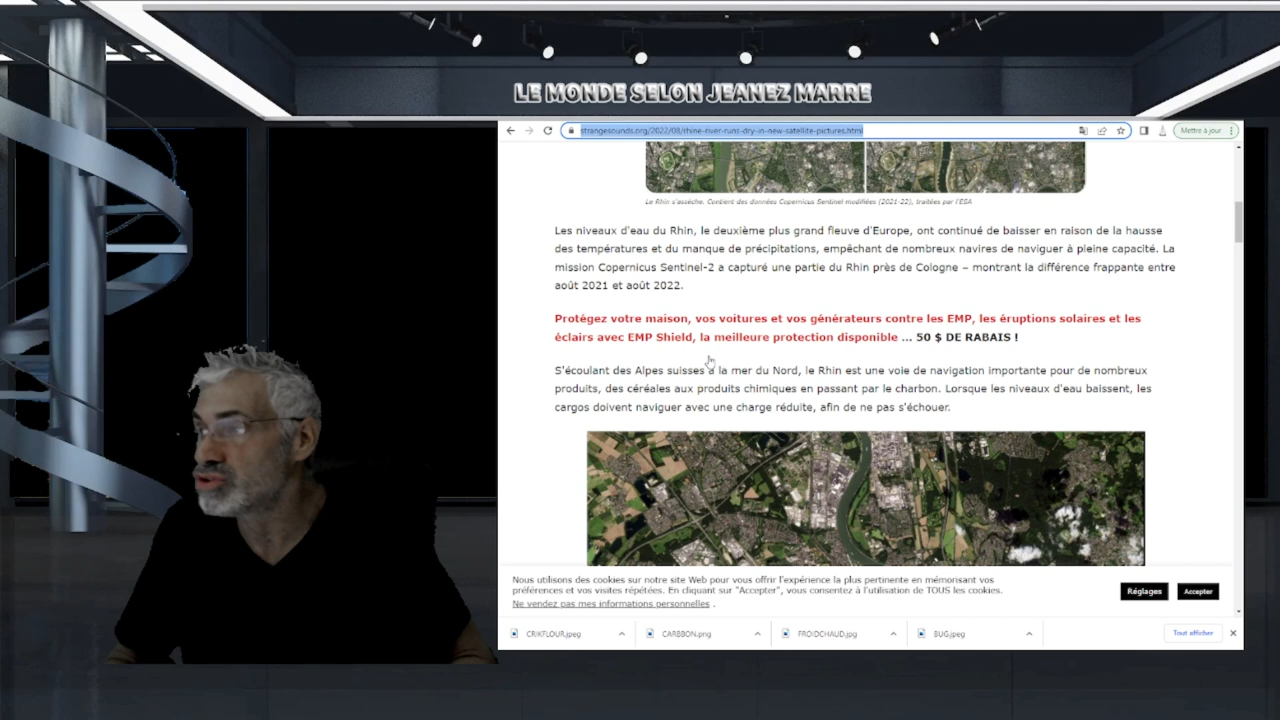 LE MONDE SELON JEANEZ MARRE
strangesounds.org/2022/08/rhine-river-runs-dry-in-new-satellite-pictures.html
Mettre à jour
Le Rhin s'assèche. Contient des données Copernicus Sentinel modifiées (2021-22), traitées par l'ESA
Les niveaux d'eau du Rhin, le deuxième plus grand fleuve d'Europe, ont continué de baisser en raison de la hausse
des températures et du manque de précipitations, empêchant de nombreux navires de naviguer à pleine capacité. La
mission Copernicus Sentinel-2 a capturé une partie du Rhin près de Cologne – montrant la différence frappante entre
août 2021 et août 2022.
Protégez votre maison, vos voitures et vos générateurs contre les EMP, les éruptions solaires et les
éclairs avec EMP Shield, la meilleure protection disponible ... 50 $ DE RABAIS !
S'écoulant des Alpes suisses à la mer du Nord, le Rhin est une voie de navigation importante pour de nombreux
produits, des céréales aux produits chimiques en passant par le charbon. Lorsque les niveaux d'eau baissent, les
cargos doivent naviguer avec une charge réduite, afin de ne pas s'échouer.
Nous utilisons des cookies sur notre site Web pour vous offrir l'expérience la plus pertinente en mémorisant vos
préférences et vos visites répétées. En cliquant sur "Accepter", vous consentez à l'utilisation de TOUS les cookies.
Ne vendez pas mes informations personnelles .
Réglages
Accepter
CRIKFLOUR.jpeg
CARBBON.png
FROIDCHAUD.jpg
BUG.jpeg
Tout afficher